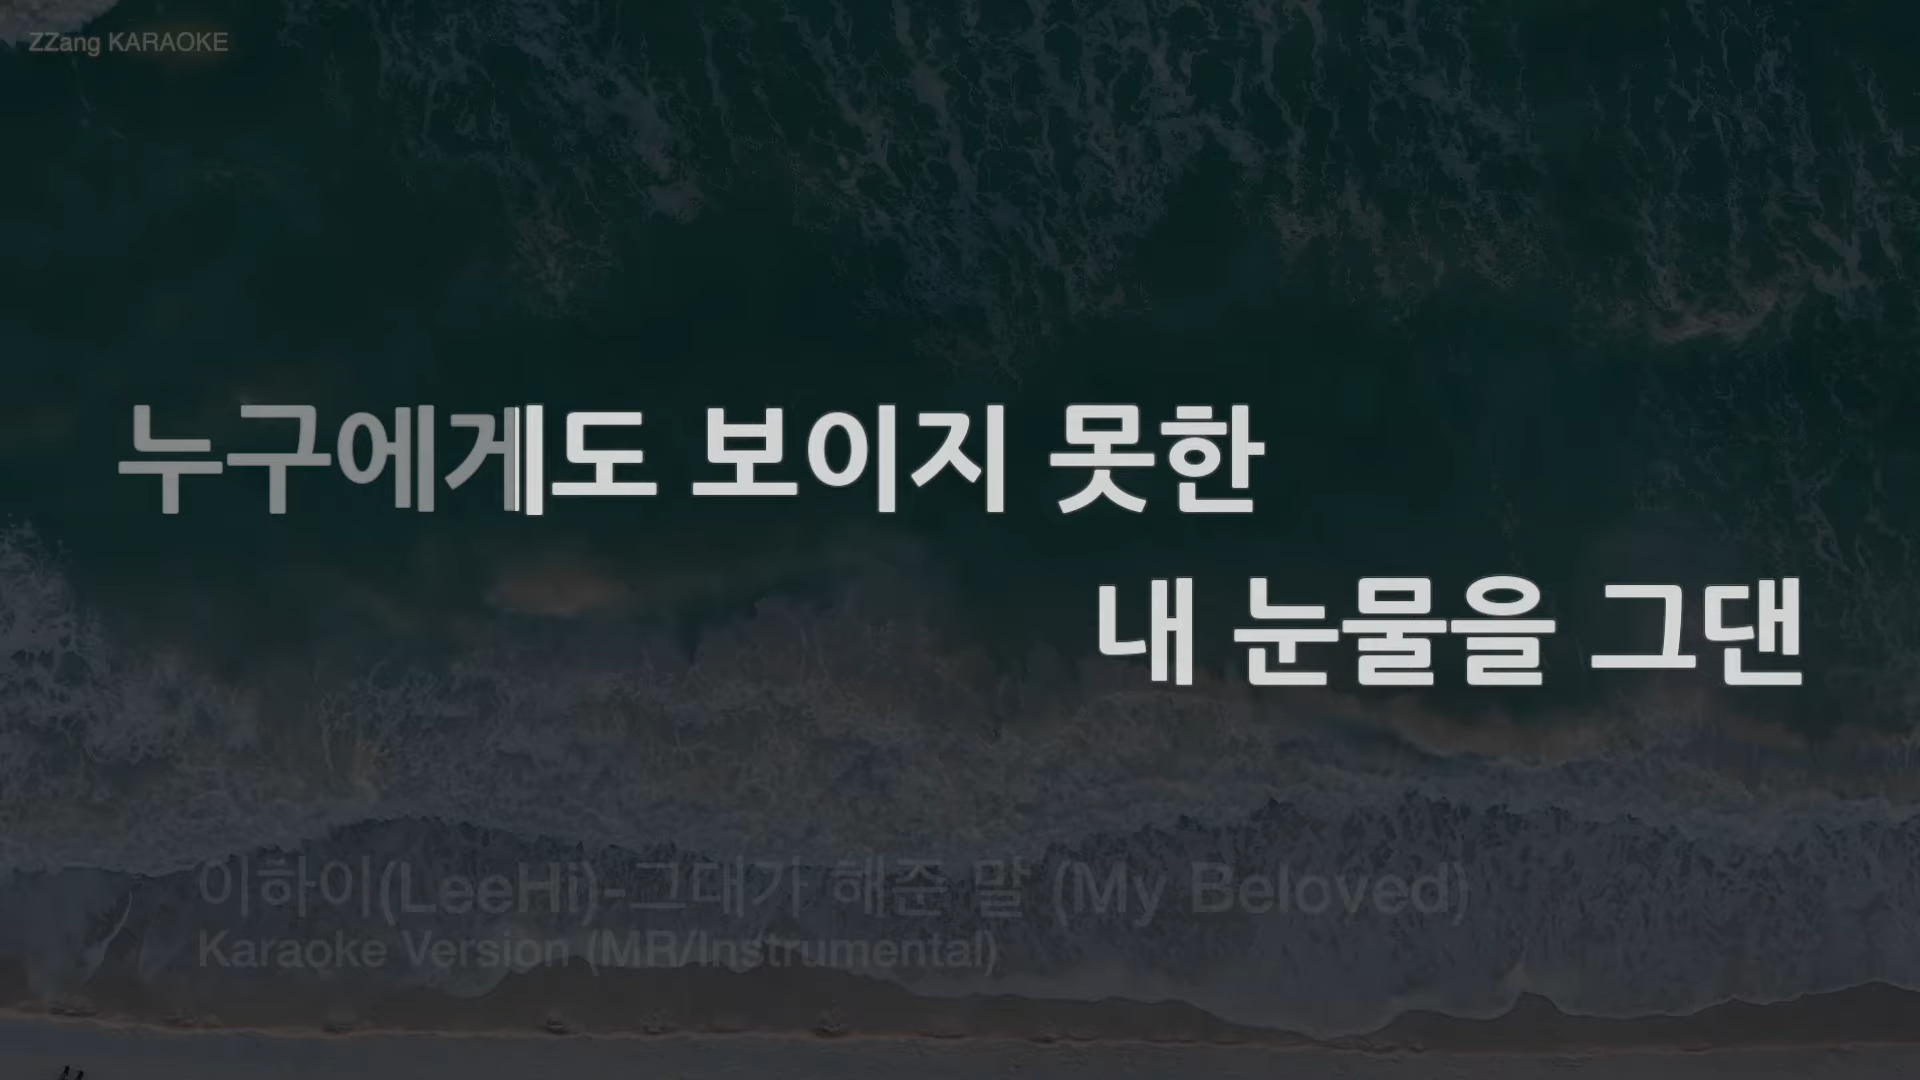 ZZang KARAOKE
누구에게도 보이지 못한
내 눈물을 그댄
이하이(LeeHi)-그대가 해준 말 (My Beloved)
Karaoke Version (MR/Instrumental)